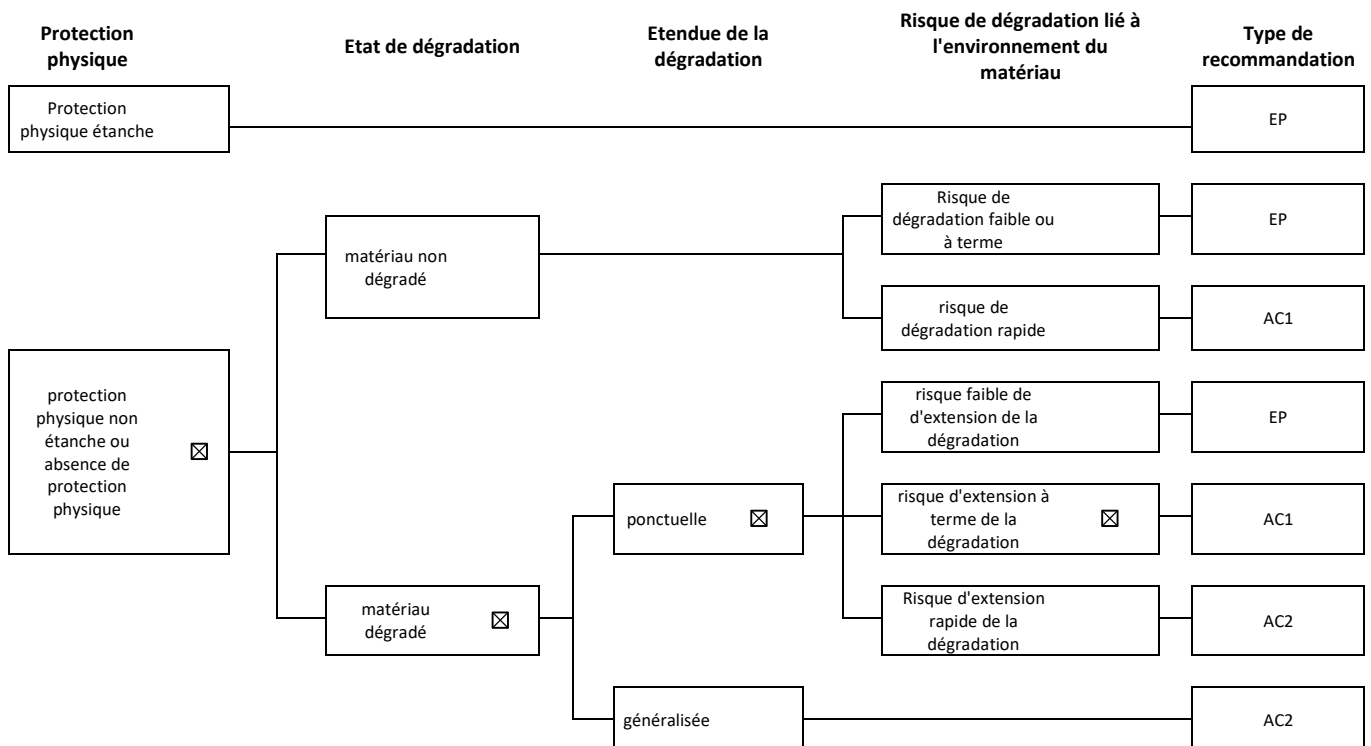 Protection
physique
Etat de dégradation
Etendue de la
dégradation
Risque de dégradation lié à
l'environnement du
matériau
Type de
recommandation
Protection
physique étanche
EP
matériau non
dégradé
Risque de
dégradation faible ou
à terme
EP
risque de
dégradation rapide
AC1
protection
physique non
étanche ou
absence de
protection
physique
☒
risque faible de
d'extension de la
dégradation
EP
ponctuelle ☒
risque d'extension à
terme de la
dégradation
☒
AC1
matériau
dégradé
☒
Risque d'extension
rapide de la
dégradation
AC2
généralisée
AC2